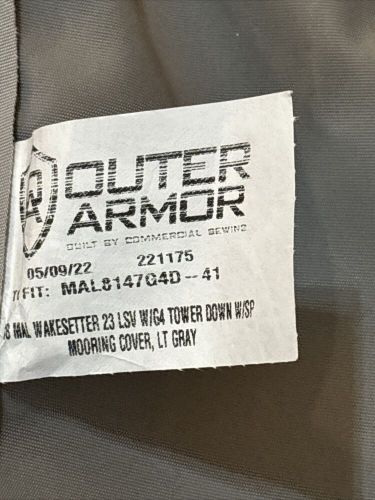 OUTER
ARMOR
BUILT BY COMMERCIAL SEWING
05/09/22 221175
FIT: MAL8147G4D-41
MAL WAKESETTER 23 LSV W/G4 TOWER DOWN W/SP
MOORING COVER, LT GRAY